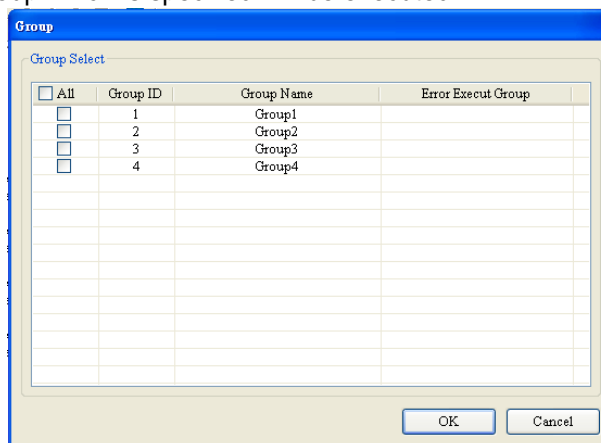 Group
Group Select
All Group ID Group Name Error Execut Group
1 Group1
2 Group2
3 Group3
4 Group4
OK Cancel